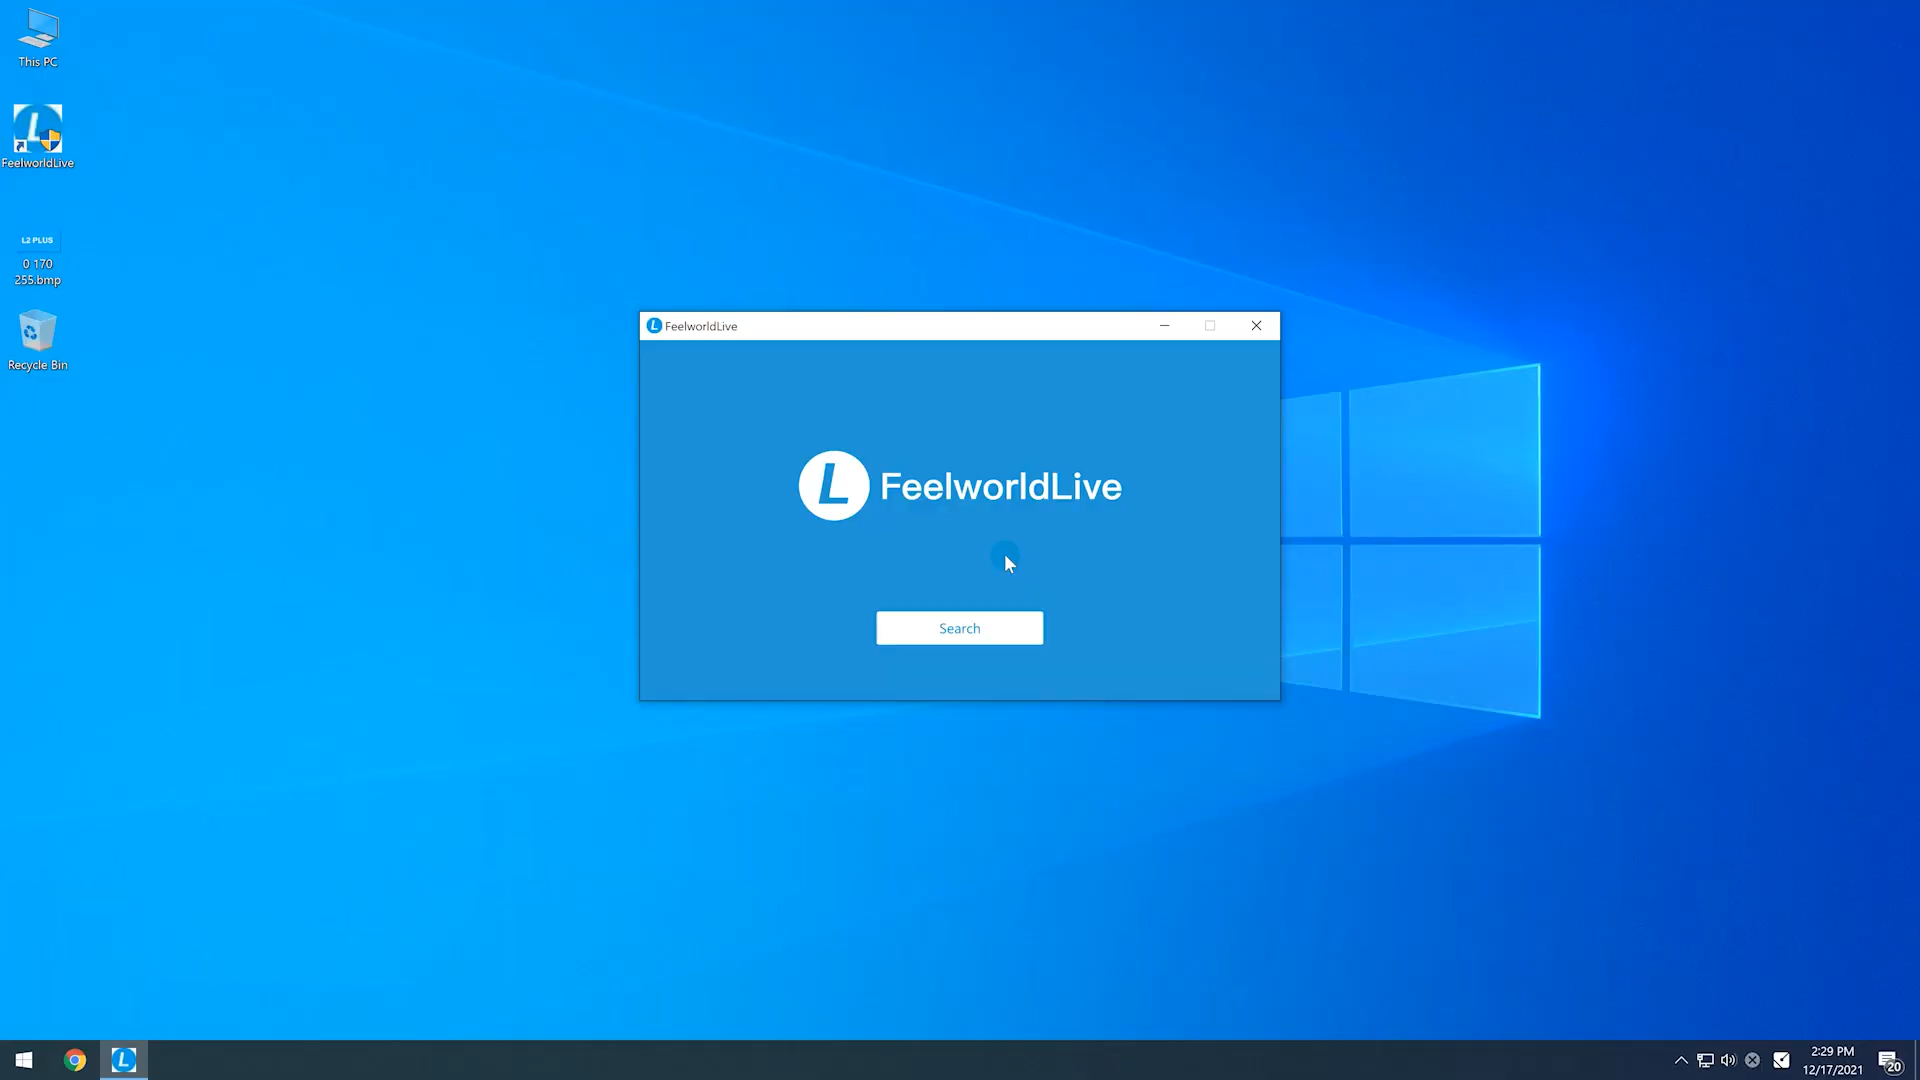 This PC
FeelworldLive
L2 PLUS
0 170
255.bmp
Recycle Bin
L FeelworldLive
L FeelworldLive
Search
2:29 PM
12/17/2021
20